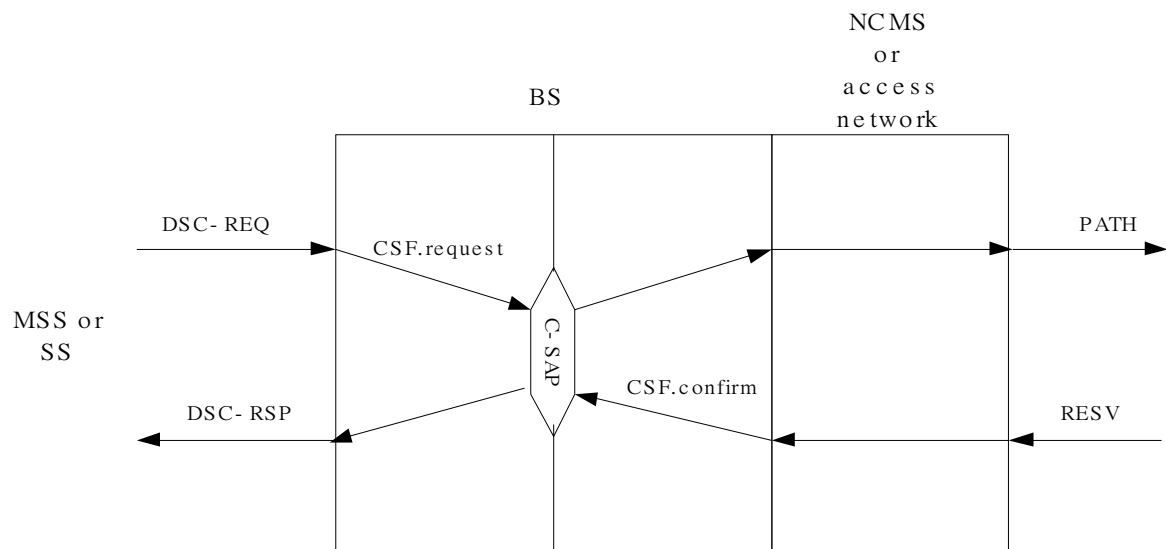 NCMS
or
access
network
BS
DSC- REQ
PATH
CSF.request
MSS or
SS
C- SAP
CSF.confirm
DSC- RSP
RESV